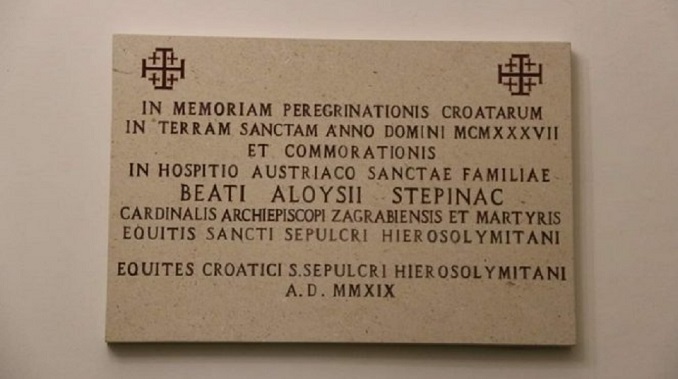 IN MEMORIAM PEREGRINATIONIS CROATARUM
IN TERRAM SANCTAM ANNO DOMINI MCMXXXVII
ET COMMORATIONIS
IN HOSPITIO AUSTRIACO SANCTAE FAMILIAE
BEATI ALOYSII STEPINAC
CARDINALIS ARCHIEPISCOPI ZAGRABIENSIS ET MARTYRIS
EQUITIS SANCTI SEPULCRI HIEROSOLYMITANI
EQUITES CROATICI S.SEPULCRI HIEROSOLYMITANI
A.D. MMXIX